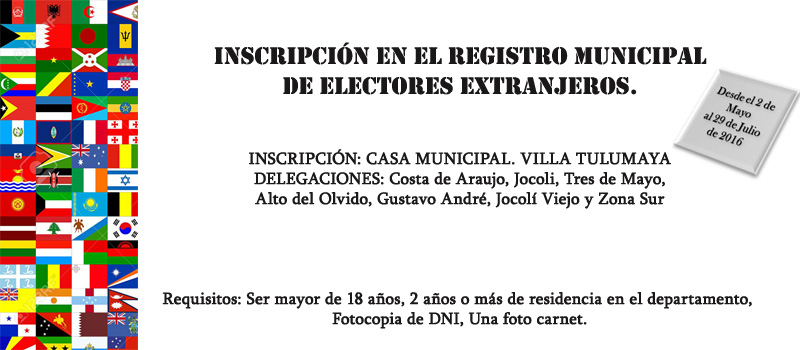 INSCRIPCIÓN EN EL REGISTRO MUNICIPAL
DE ELECTORES EXTRANJEROS.
Desde el 2 de
Mayo
al 29 de Julio
de 2016
INSCRIPCIÓN: CASA MUNICIPAL. VILLA TULUMAYA
DELEGACIONES: Costa de Araujo, Jocoli, Tres de Mayo,
Alto del Olvido, Gustavo André, Jocolí Viejo y Zona Sur
Requisitos: Ser mayor de 18 años, 2 años o más de residencia en el departamento,
Fotocopia de DNI, Una foto carnet.